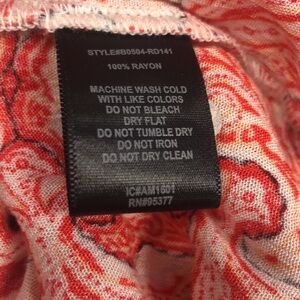 STYLE#B0504-RD141
100% RAYON
MACHINE WASH COLD
WITH LIKE COLORS
DO NOT BLEACH
DRY FLAT
DO NOT TUMBLE DRY
DO NOT IRON
DO NOT DRY CLEAN
IC#AM1601
RN#95377